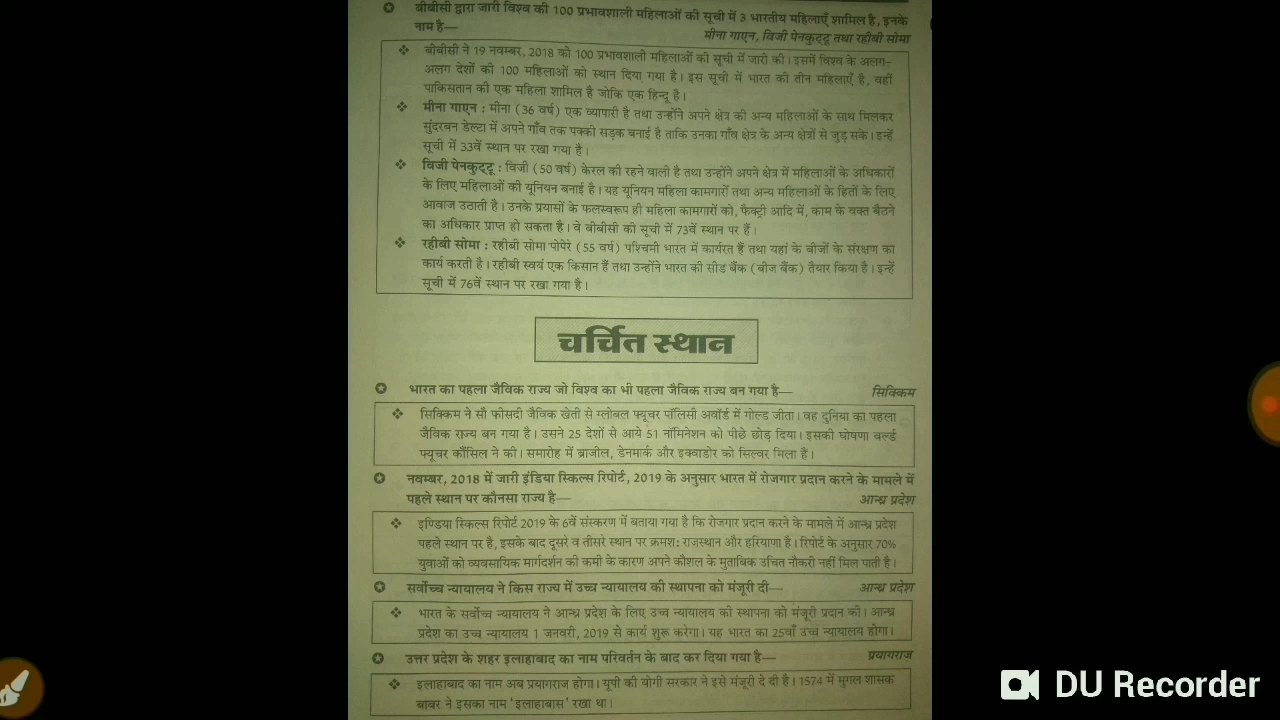 बीबीसी द्वारा जारी विश्व की 100 प्रभावशाली महिलाओं की सूची में 3 भारतीय महिलाएँ शामिल है, इनके
नाम है— मीना गाएन, विजी पेनकुट्टू तथा रहीबी सोमा
❖ बीबीसी ने 19 नवम्बर, 2018 को 100 प्रभावशाली महिलाओं की सूची में जारी की। इसमें विश्व के अलग-
अलग देशों की 100 महिलाओं को स्थान दिया गया है। इस सूची में भारत की तीन महिलाएँ है, वहीं
पाकिसतान की एक महिला शामिल है जोकि एक हिन्दू है।
❖ मीना गाएन : मीना (36 वर्ष) एक व्यापारी है तथा उन्होंने अपने क्षेत्र की अन्य महिलाओं के साथ मिलकर
सुंदरबन डेल्टा में अपने गाँव तक पक्की सड़क बनाई है ताकि उनका गाँव क्षेत्र के अन्य क्षेत्रों से जुड़ सके। इन्हें
सूची में 33वें स्थान पर रखा गया है।
❖ विजी पेनकुट्टू : विजी (50 वर्ष) केरल की रहने वाली है तथा उन्होंने अपने क्षेत्र में महिलाओं के अधिकारों
के लिए महिलाओं की यूनियन बनाई है। यह यूनियन महिला कामगारों तथा अन्य महिलाओं के हितों के लिए
आवाज उठाती है। उनके प्रयासों के फलस्वरूप ही महिला कामगारों को, फैक्ट्री आदि में, काम के वक्त बैठने
का अधिकार प्राप्त हो सकता है। वे बीबीसी की सूची में 73वें स्थान पर हैं।
❖ रहीबी सोमा : रहीबी सोमा पोपेरे (55 वर्ष) पश्चिमी भारत में कार्यरत हैं तथा यहां के बीजों के संरक्षण का
कार्य करती है। रहीबी स्वयं एक किसान हैं तथा उन्होंने भारत की सीड बैंक (बीज बैंक) तैयार किया है। इन्हें
सूची में 76वें स्थान पर रखा गया है।
चर्चित स्थान
भारत का पहला जैविक राज्य जो विश्व का भी पहला जैविक राज्य बन गया है— सिक्किम
❖ सिक्किम ने सौ फीसदी जैविक खेती से ग्लोबल फ्यूचर पॉलिसी अवॉर्ड में गोल्ड जीता। वह दुनिया का पहला
जैविक राज्य बन गया है। उसने 25 देशों से आये 51 नॉमिनेशन को पीछे छोड़ दिया। इसकी घोषणा वर्ल्ड
फ्यूचर कौंसिल ने की। समारोह में ब्राजील, डेनमार्क और इक्वाडोर को सिल्वर मिला हैं।
नवम्बर, 2018 में जारी इंडिया स्किल्स रिपोर्ट, 2019 के अनुसार भारत में रोजगार प्रदान करने के मामले में
पहले स्थान पर कौनसा राज्य है— आन्ध्र प्रदेश
❖ इण्डिया स्किल्स रिपोर्ट 2019 के 6वें संस्करण में बताया गया है कि रोजगार प्रदान करने के मामले में आन्ध्र प्रदेश
पहले स्थान पर है, इसके बाद दूसरे व तीसरे स्थान पर क्रमश: राजस्थान और हरियाणा है। रिपोर्ट के अनुसार 70%
युवाओं को व्यवसायिक मार्गदर्शन की कमी के कारण अपने कौशल के मुताबिक उचित नौकरी नहीं मिल पाती है।
सर्वोच्च न्यायालय ने किस राज्य में उच्च न्यायालय की स्थापना को मंजूरी दी— आन्ध्र प्रदेश
❖ भारत के सर्वोच्च न्यायालय ने आन्ध्र प्रदेश के लिए उच्च न्यायालय की स्थापना को मंजूरी प्रदान की। आन्ध्र
प्रदेश का उच्च न्यायालय 1 जनवरी, 2019 से कार्य शुरू करेगा। यह भारत का 25वाँ उच्च न्यायालय होगा।
उत्तर प्रदेश के शहर इलाहाबाद का नाम परिवर्तन के बाद कर दिया गया है— प्रयागराज
❖ इलाहाबाद का नाम अब प्रयागराज होगा। यूपी की योगी सरकार ने इसे मंजूरी दे दी है। 1574 में मुगल शासक
बाबर ने इसका नाम 'इलाहाबास' रखा था।
DU Recorder